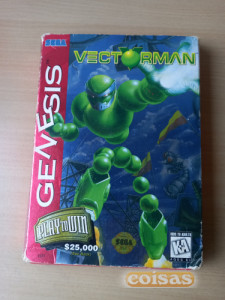 SEGA
VECTORMAN
GENESIS
PLAY TO WIN
$25,000
SEGA
K-A
coisas